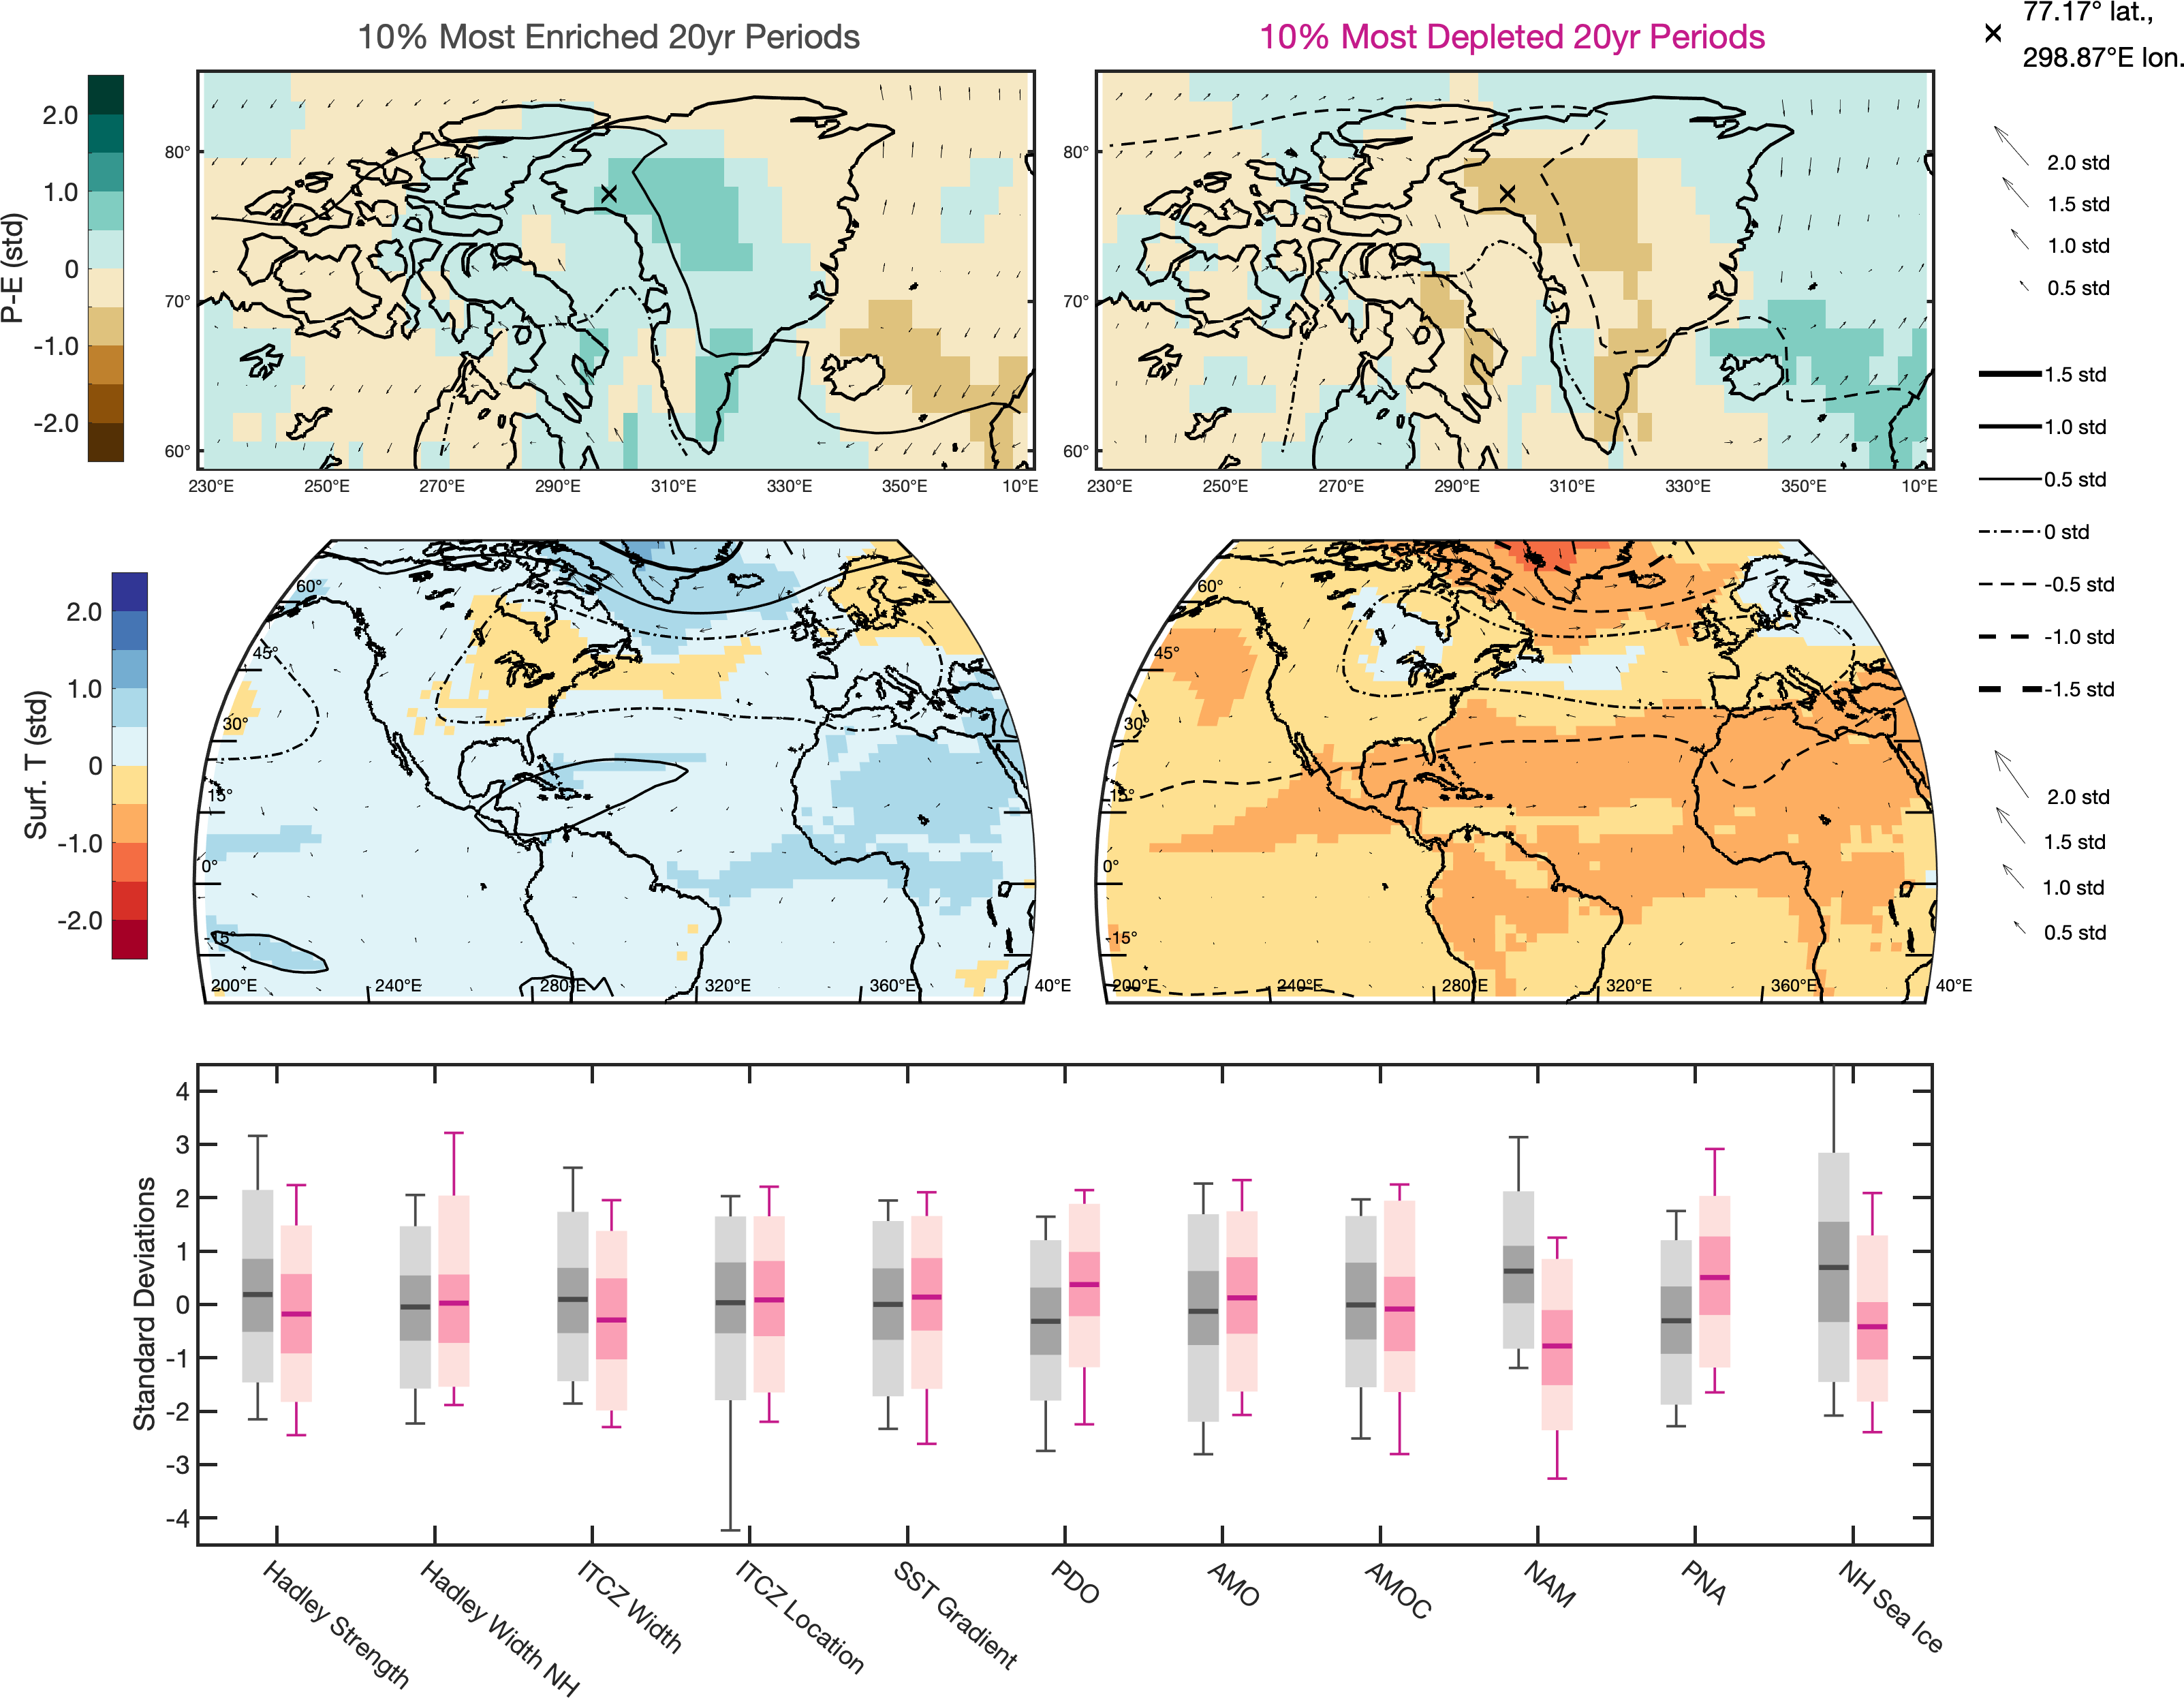 10% Most Enriched 20yr Periods
10% Most Depleted 20yr Periods
77.17° lat.,
298.87°E lon.
P-E (std)
2.0
1.0
0
-1.0
-2.0
80°
70°
60°
230°E 250°E 270°E 290°E 310°E 330°E 350°E 10°E
80°
70°
60°
230°E 250°E 270°E 290°E 310°E 330°E 350°E 10°E
2.0 std
1.5 std
1.0 std
0.5 std
1.5 std
1.0 std
0.5 std
0 std
-0.5 std
-1.0 std
-1.5 std
Surf. T (std)
2.0
1.0
0
-1.0
-2.0
60°
45°
30°
15°
0°
-15°
200°E 240°E 280°E 320°E 360°E 40°E
60°
45°
30°
15°
0°
-15°
200°E 240°E 280°E 320°E 360°E 40°E
2.0 std
1.5 std
1.0 std
0.5 std
Standard Deviations
4
3
2
1
0
-1
-2
-3
-4
Hadley Strength
Hadley Width NH
ITCZ Width
ITCZ Location
SST Gradient
PDO
AMO
AMOC
NAM
PNA
NH Sea Ice